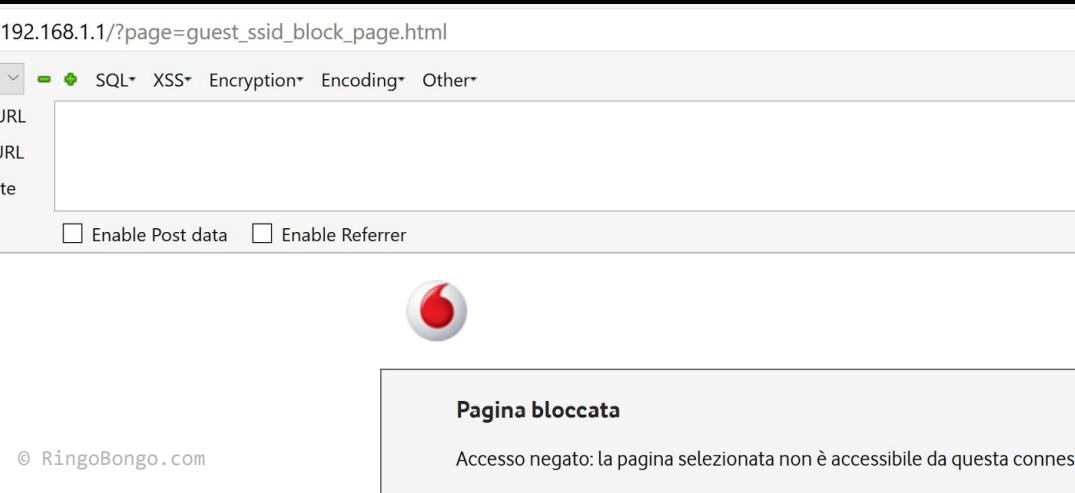 192.168.1.1/?page=guest_ssid_block_page.html
SQL XSS Encryption Encoding Other
URL
URL
te
Enable Post data Enable Referrer
Pagina bloccata
Accesso negato: la pagina selezionata non è accessibile da questa connes
© RingoBongo.com